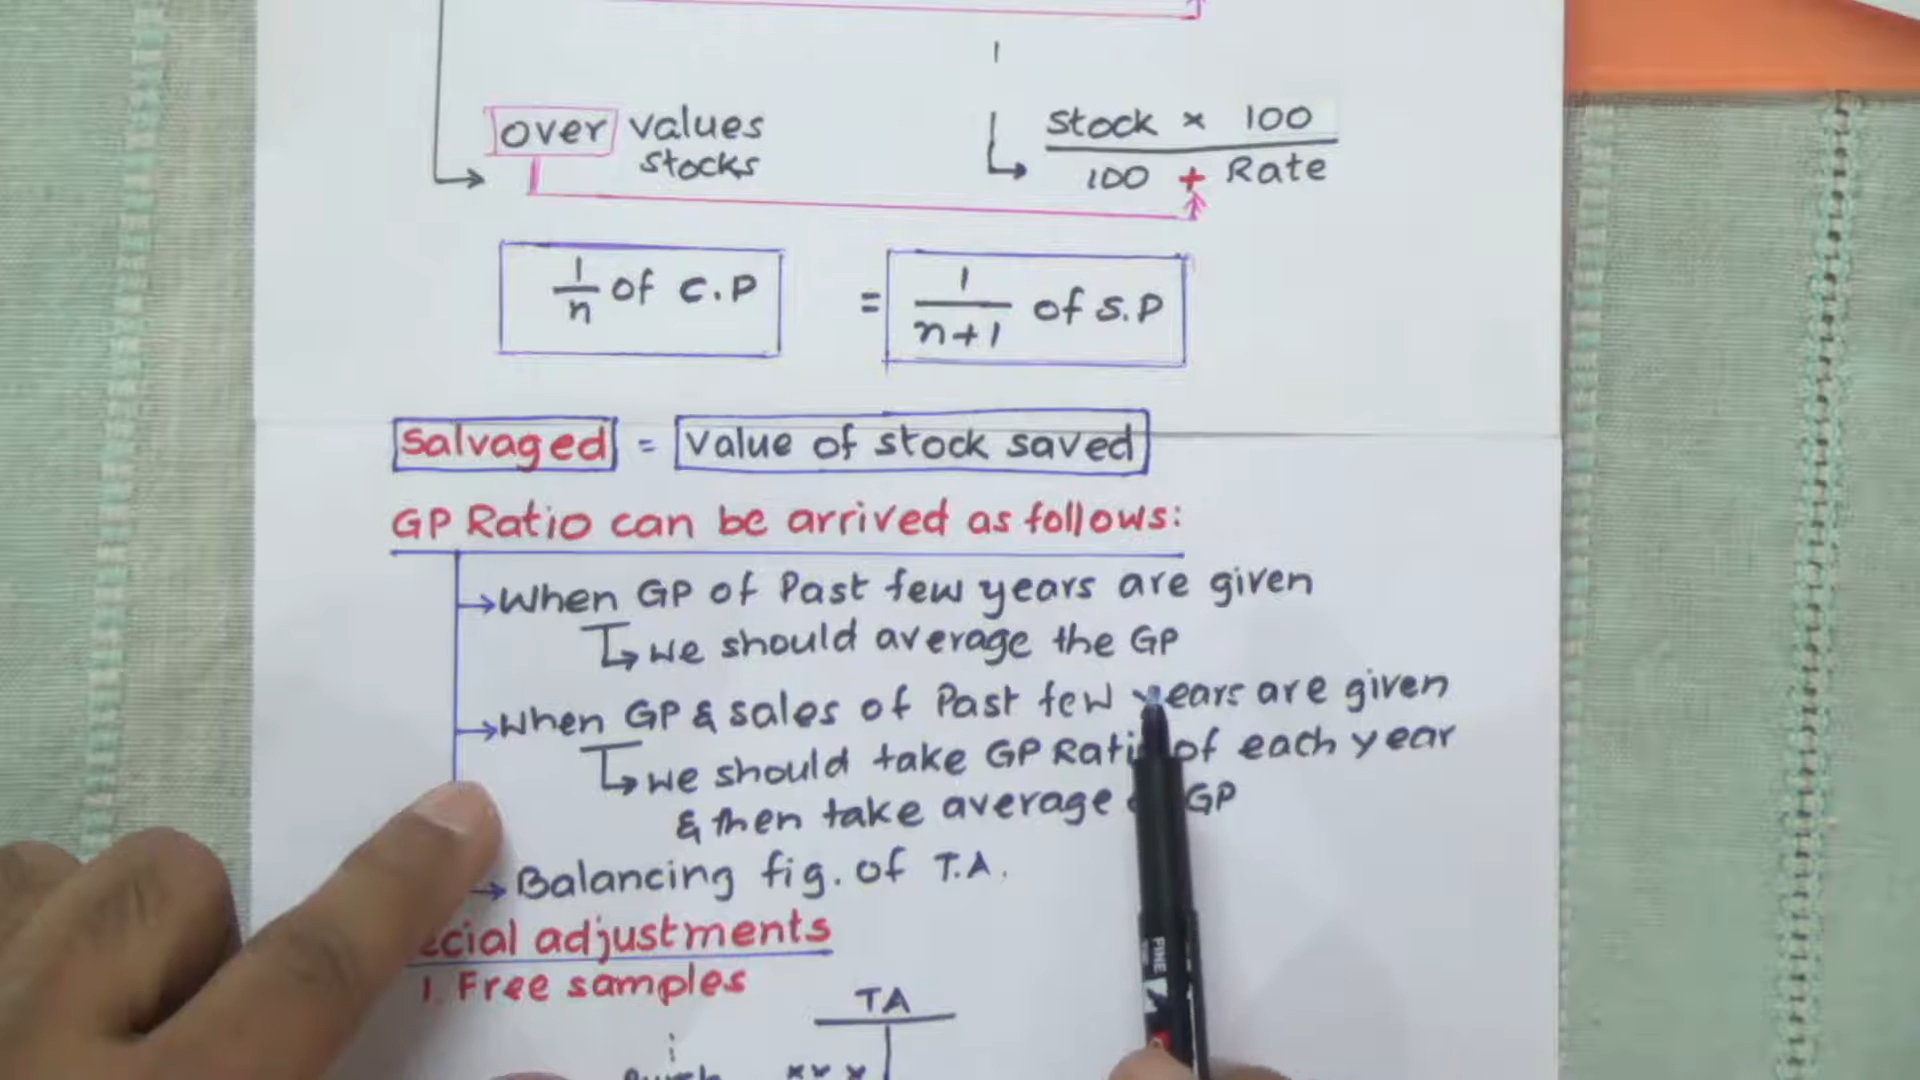 over values
stocks
stock × 100
100 + Rate
1/n of C.P = 1/n+1 of S.P
Salvaged = value of stock saved
GP Ratio can be arrived as follows:
When GP of Past few years are given
we should average the GP
When GP & sales of Past few years are given
we should take GP Ratio of each year
& then take average GP
Balancing fig. of T.A.
adjustments
1. Free samples
TA
FINE